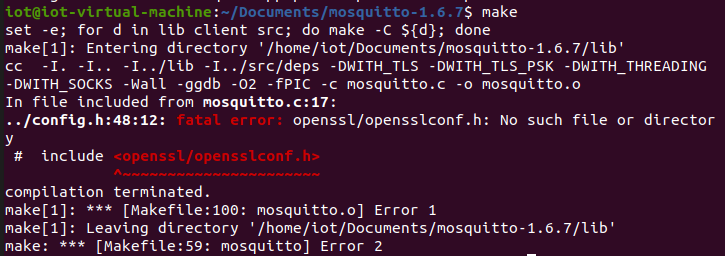 iot@iot-virtual-machine:~/Documents/mosquitto-1.6.7$ make
set -e; for d in lib client src; do make -C ${d}; done
make[1]: Entering directory '/home/iot/Documents/mosquitto-1.6.7/lib'
cc  -I. -I.. -I../lib -I../src/deps -DWITH_TLS -DWITH_TLS_PSK -DWITH_THREADING
-DWITH_SOCKS -Wall -ggdb -O2 -fPIC -c mosquitto.c -o mosquitto.o
In file included from mosquitto.c:17:
../config.h:48:12: fatal error: openssl/opensslconf.h: No such file or director
y
 #  include <openssl/opensslconf.h>
            ^~~~~~~~~~~~~~~~~~~~~~~
compilation terminated.
make[1]: *** [Makefile:100: mosquitto.o] Error 1
make[1]: Leaving directory '/home/iot/Documents/mosquitto-1.6.7/lib'
make: *** [Makefile:59: mosquitto] Error 2